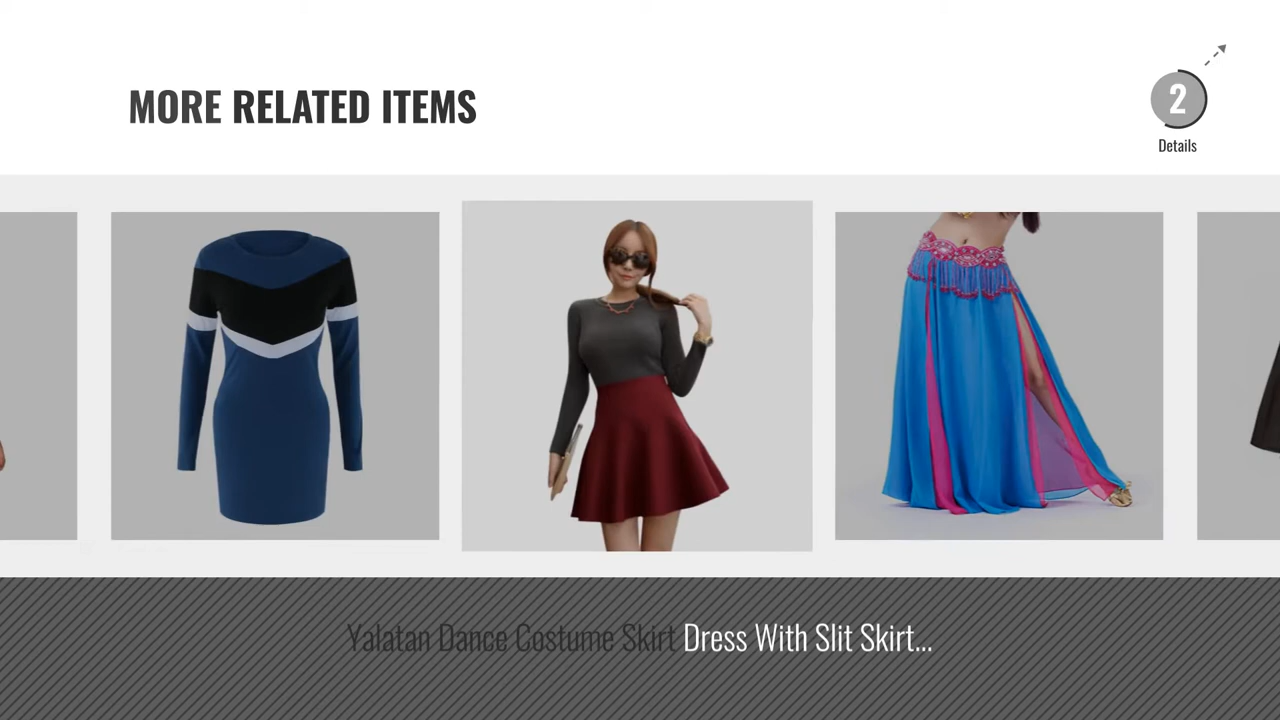 MORE RELATED ITEMS
2
Details
Yalatan Dance Costume Skirt Dress With Slit Skirt...